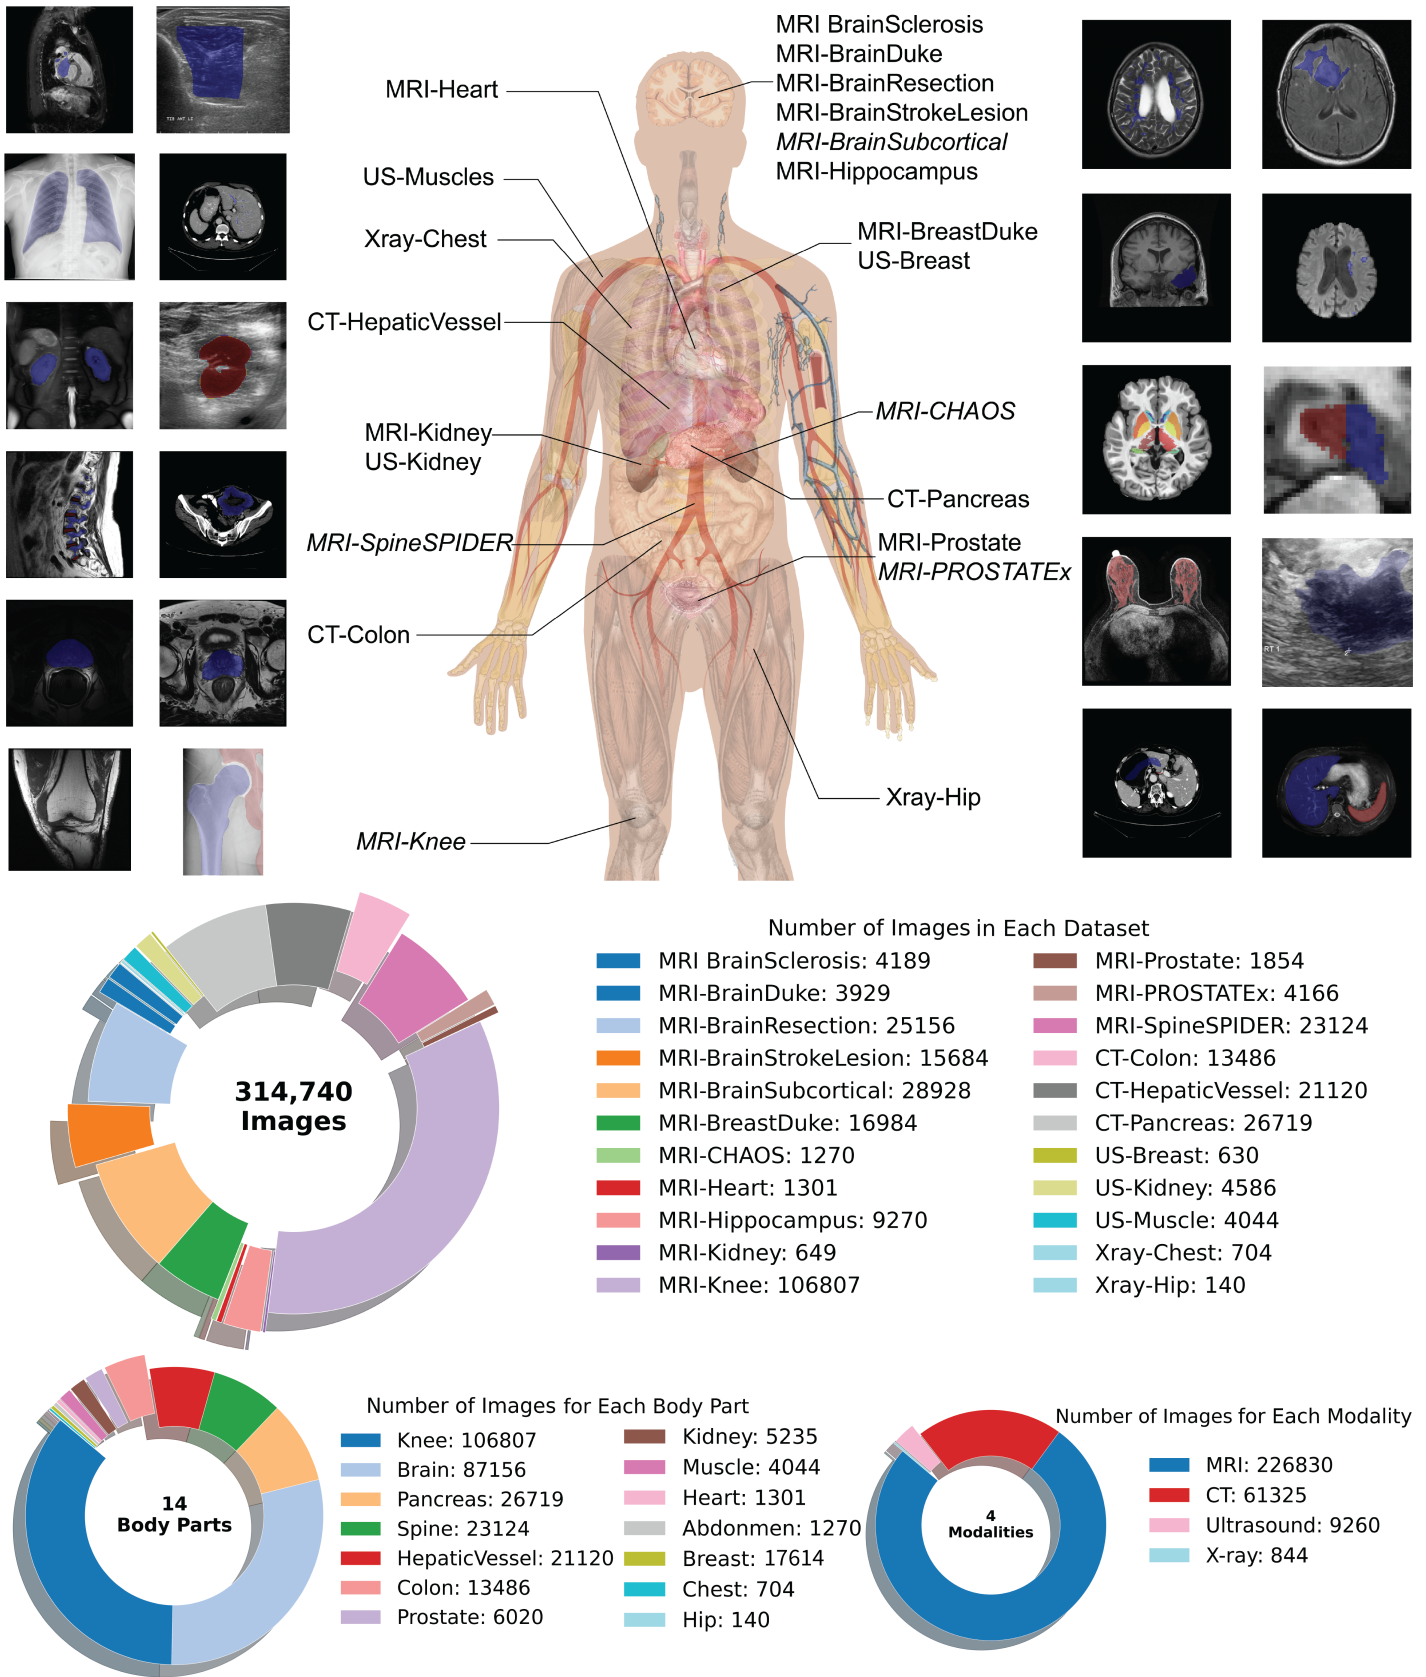 TIB ANT LI
MRI-Heart
US-Muscles
Xray-Chest
CT-HepaticVessel
MRI-Kidney
US-Kidney
MRI-SpineSPIDER
CT-Colon
MRI-Knee
MRI BrainSclerosis
MRI-BrainDuke
MRI-BrainResection
MRI-BrainStrokeLesion
MRI-BrainSubcortical
MRI-Hippocampus
MRI-BreastDuke
US-Breast
MRI-CHAOS
CT-Pancreas
MRI-Prostate
MRI-PROSTATEx
Xray-Hip
RT 1
314,740
Images
Number of Images in Each Dataset
MRI BrainSclerosis: 4189
MRI-BrainDuke: 3929
MRI-BrainResection: 25156
MRI-BrainStrokeLesion: 15684
MRI-BrainSubcortical: 28928
MRI-BreastDuke: 16984
MRI-CHAOS: 1270
MRI-Heart: 1301
MRI-Hippocampus: 9270
MRI-Kidney: 649
MRI-Knee: 106807
MRI-Prostate: 1854
MRI-PROSTATEx: 4166
MRI-SpineSPIDER: 23124
CT-Colon: 13486
CT-HepaticVessel: 21120
CT-Pancreas: 26719
US-Breast: 630
US-Kidney: 4586
US-Muscle: 4044
Xray-Chest: 704
Xray-Hip: 140
14
Body Parts
Number of Images for Each Body Part
Knee: 106807
Brain: 87156
Pancreas: 26719
Spine: 23124
HepaticVessel: 21120
Colon: 13486
Prostate: 6020
Kidney: 5235
Muscle: 4044
Heart: 1301
Abdonmen: 1270
Breast: 17614
Chest: 704
Hip: 140
4
Modalities
Number of Images for Each Modality
MRI: 226830
CT: 61325
Ultrasound: 9260
X-ray: 844